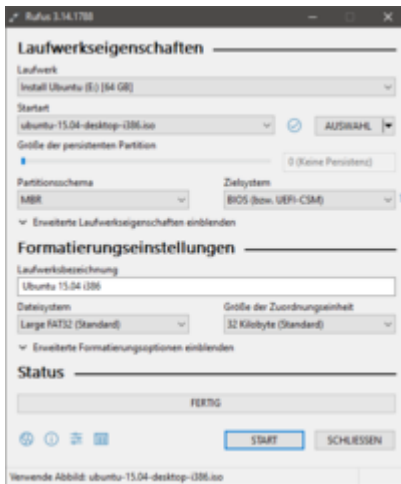 Rufus 3.14.1788
Laufwerkseigenschaften
Laufwerk
Install Ubuntu (E:) [64 GB]
Startart
ubuntu-15.04-desktop-i386.iso
AUSWAHL
Größe der persistenten Partition
0 (Keine Persistenz)
Partitionsschema Zielsystem
MBR BIOS (bzw. UEFI-CSM)
Erweiterte Laufwerkseigenschaften einblenden
Formatierungseinstellungen
Laufwerksbezeichnung
Ubuntu 15.04 i386
Dateisystem Größe der Zuordnungseinheit
Large FAT32 (Standard) 32 Kilobyte (Standard)
Erweiterte Formatierungsoptionen einblenden
Status
FERTIG
START SCHLIESSEN
Verwende Abbild: ubuntu-15.04-desktop-i386.iso